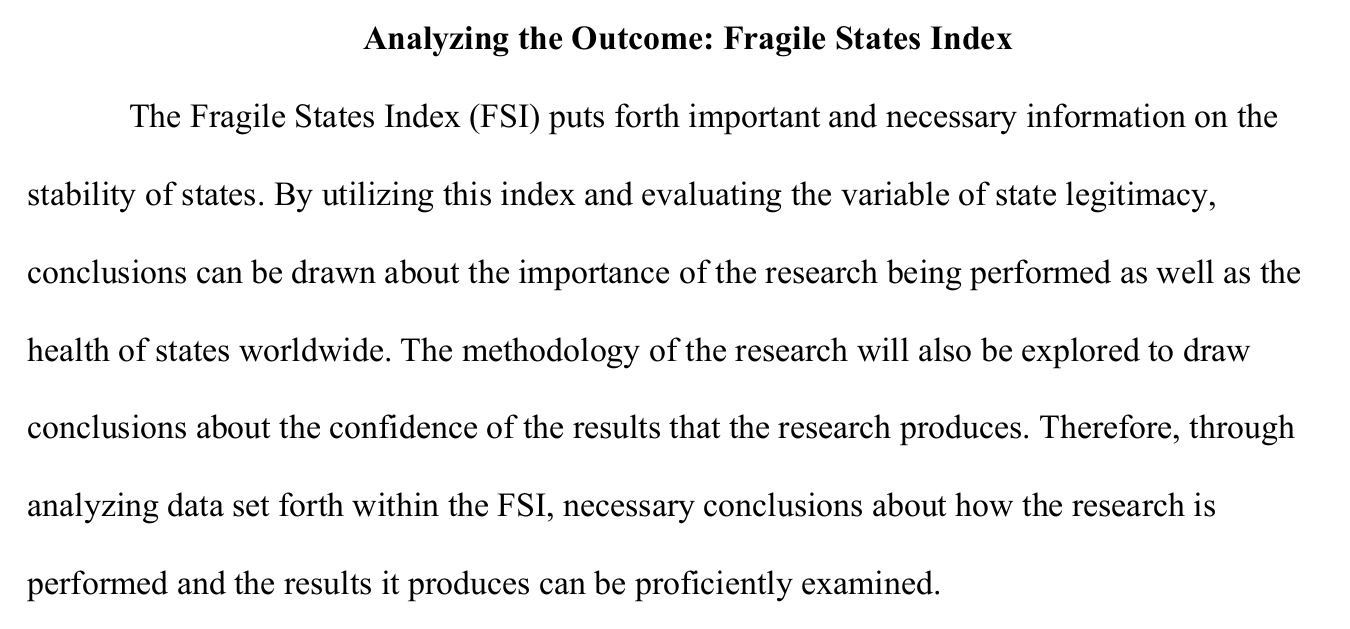 Analyzing the Outcome: Fragile States Index
The Fragile States Index (FSI) puts forth important and necessary information on the
stability of states. By utilizing this index and evaluating the variable of state legitimacy,
conclusions can be drawn about the importance of the research being performed as well as the
health of states worldwide. The methodology of the research will also be explored to draw
conclusions about the confidence of the results that the research produces. Therefore, through
analyzing data set forth within the FSI, necessary conclusions about how the research is
performed and the results it produces can be proficiently examined.